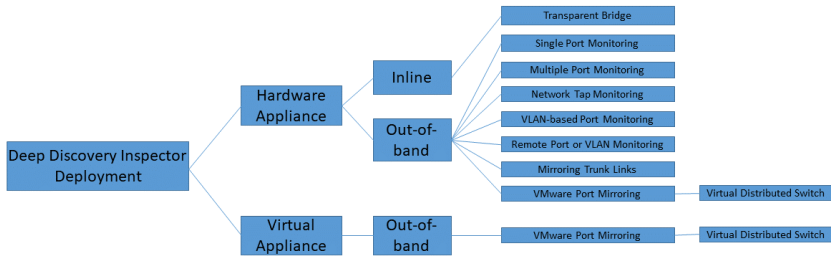 Deep Discovery Inspector
Deployment
Hardware
Appliance
Inline
Transparent Bridge
Out-of-
band
Single Port Monitoring
Multiple Port Monitoring
Network Tap Monitoring
VLAN-based Port Monitoring
Remote Port or VLAN Monitoring
Mirroring Trunk Links
VMware Port Mirroring
Virtual Distributed Switch
Virtual
Appliance
Out-of-
band
VMware Port Mirroring
Virtual Distributed Switch